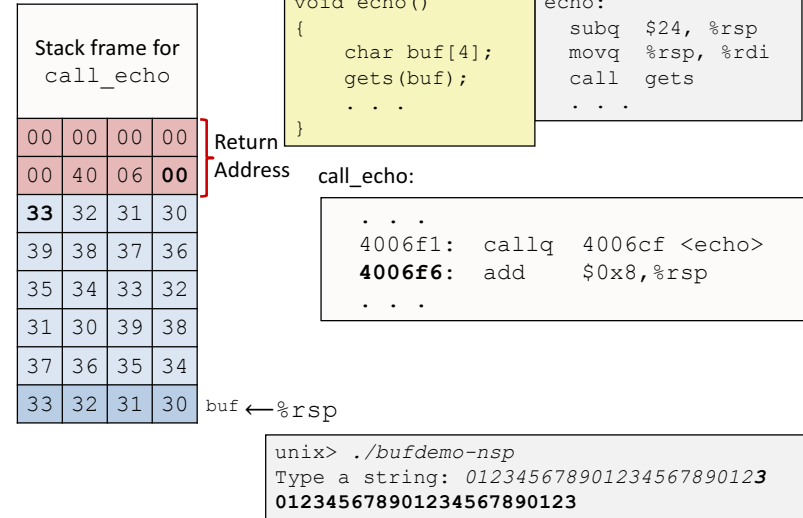 void echo()
{
    char buf[4];
    gets(buf);
    . . .
}
echo:
  subq  $24, %rsp
  movq  %rsp, %rdi
  call  gets
  . . .
Stack frame for
call_echo
00 00 00 00
00 40 06 00
Return
Address
33 32 31 30
39 38 37 36
35 34 33 32
31 30 39 38
37 36 35 34
33 32 31 30
buf ←%rsp
call_echo:
  . . .
  4006f1:  callq  4006cf <echo>
  4006f6:  add    $0x8,%rsp
  . . .
unix> ./bufdemo-nsp
Type a string: 012345678901234567890123
012345678901234567890123